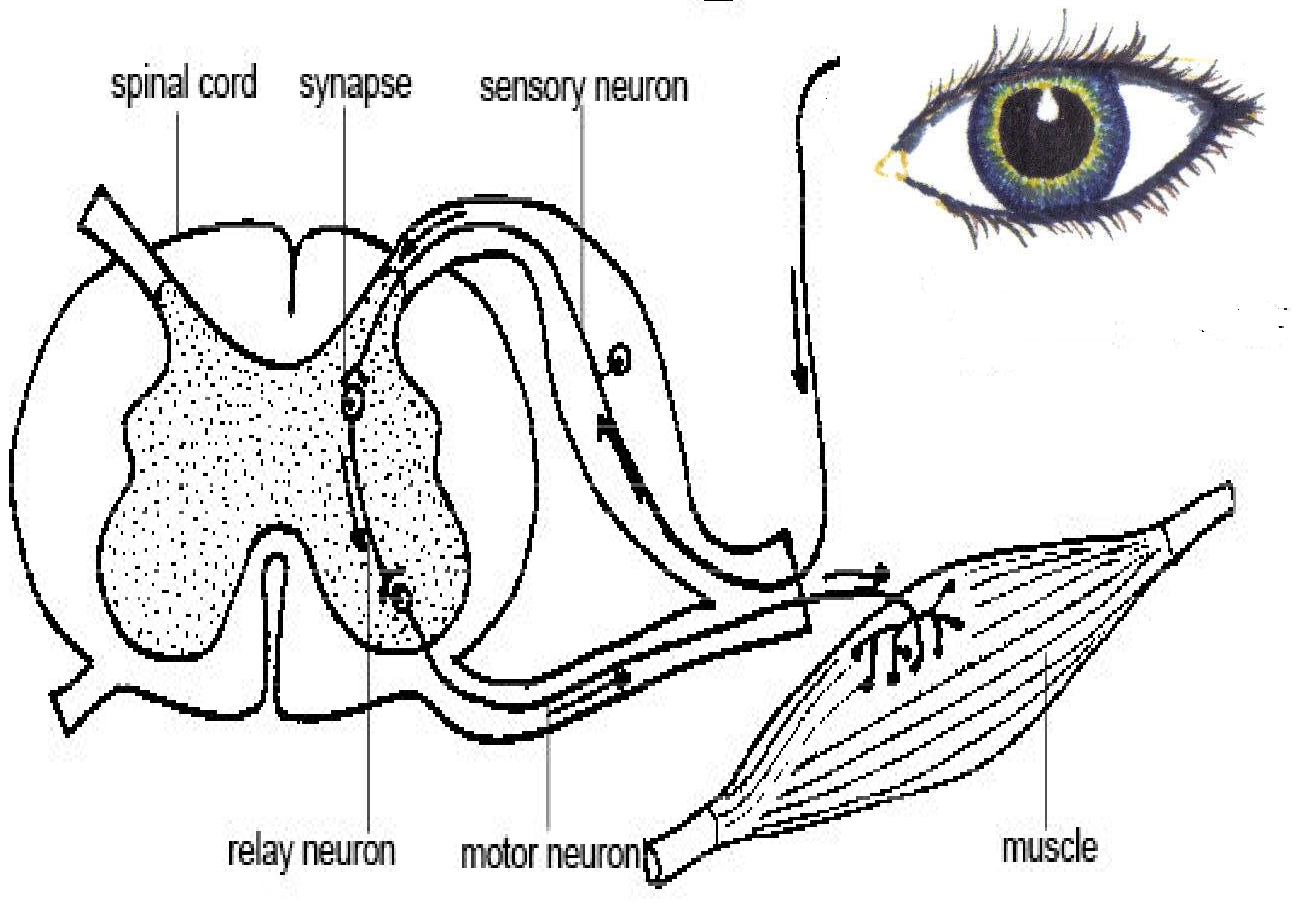 spinal cord
synapse
sensory neuron
relay neuron
motor neuron
muscle